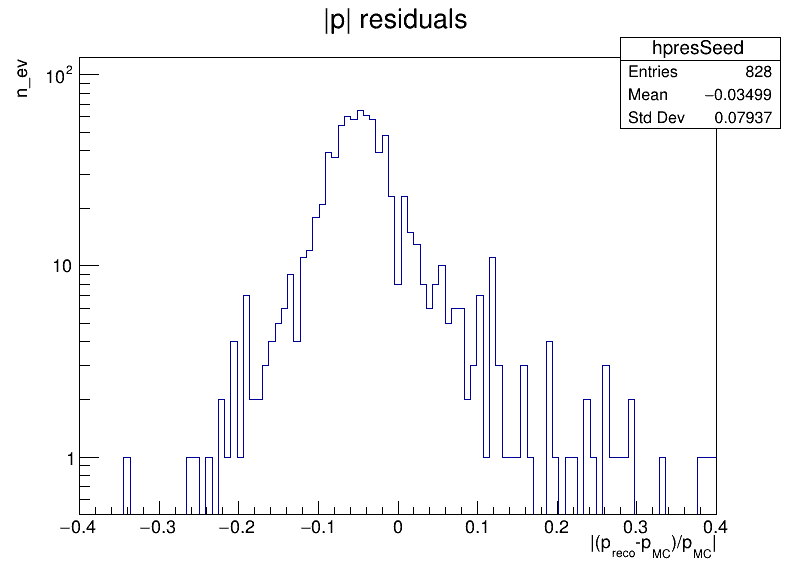 |p| residuals
hpresSeed
Entries 828
Mean −0.03499
Std Dev 0.07937
n_ev
10²
10
1
−0.4 −0.3 −0.2 −0.1 0 0.1 0.2 0.3 0.4
|(p_reco-p_MC)/p_MC|